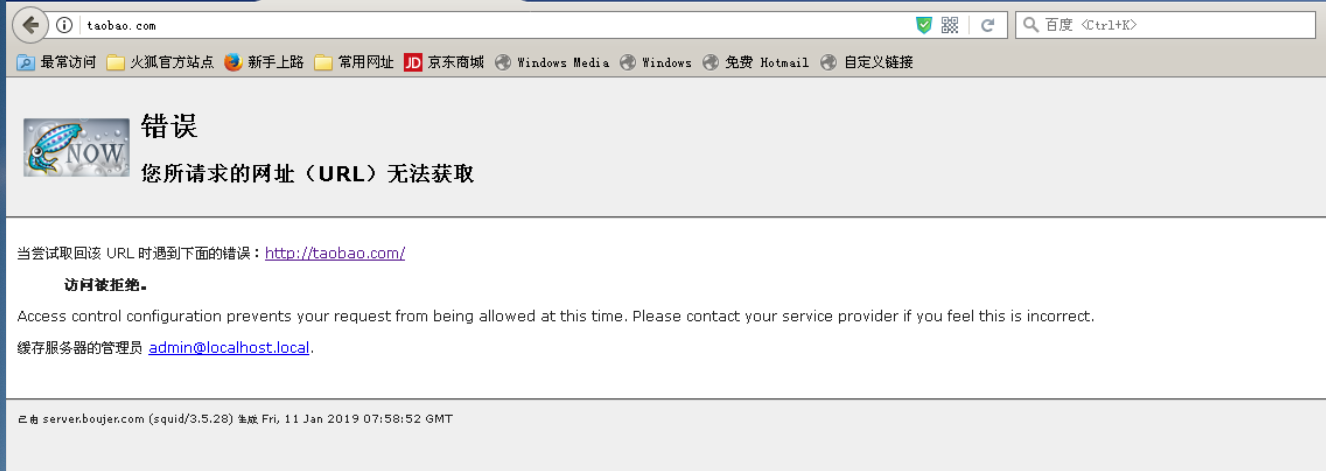 taobao.com 百度 <Ctrl+K>
最常访问 火狐官方站点 新手上路 常用网址 JD 京东商城 Windows Media Windows 免费 Hotmail 自定义链接
NOW
错误
您所请求的网址（URL）无法获取
当尝试取回该 URL 时遇到下面的错误：http://taobao.com/
访问被拒绝。
Access control configuration prevents your request from being allowed at this time. Please contact your service provider if you feel this is incorrect.
缓存服务器的管理员 admin@localhost.local.
已由 server.boujer.com (squid/3.5.28) 生成 Fri, 11 Jan 2019 07:58:52 GMT